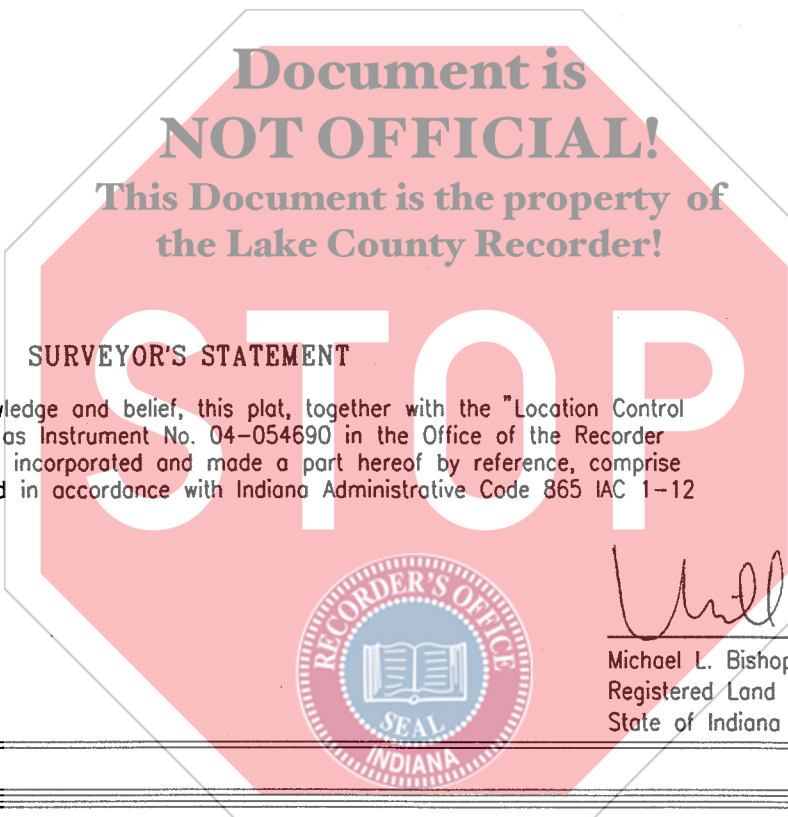 Document is
NOT OFFICIAL!
This Document is the property of
the Lake County Recorder!
STOP
SURVEYOR'S STATEMENT
ledge and belief, this plat, together with the "Location Control
as Instrument No. 04-054690 in the Office of the Recorder
incorporated and made a part hereof by reference, comprise
d in accordance with Indiana Administrative Code 865 IAC 1-12
RECORDER'S OFFICE
SEAL
INDIANA
Michael L. Bishop
Registered Land
State of Indiana